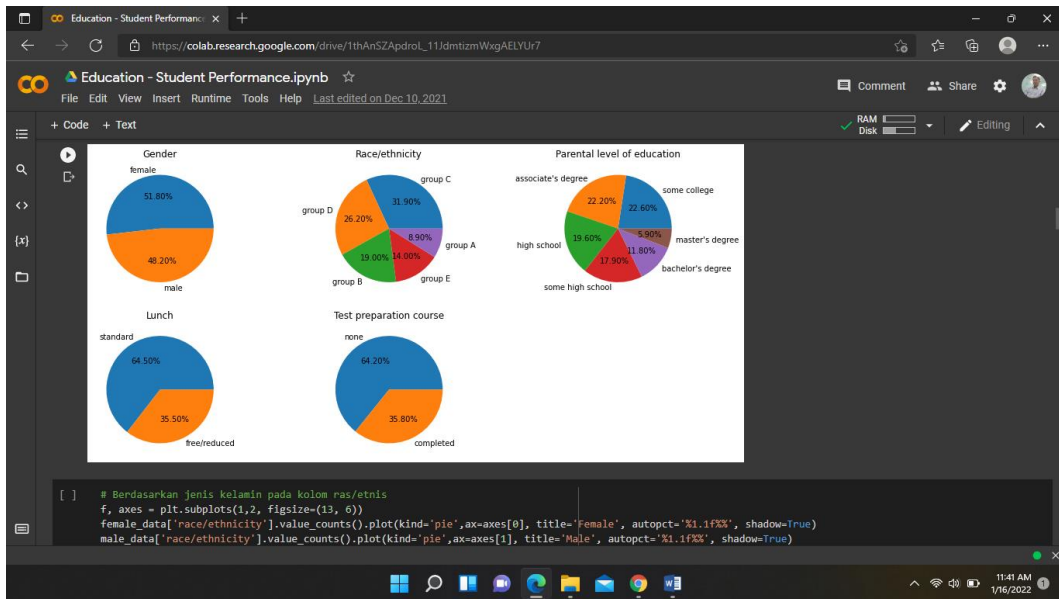 Education - Student Performance
https://colab.research.google.com/drive/1thAnSZApdroL_11JdmtizmWxgAELYUr7
Education - Student Performance.ipynb
File Edit View Insert Runtime Tools Help Last edited on Dec 10, 2021
Comment Share
+ Code + Text
RAM
Disk
Editing
Gender
female
51.80%
48.20%
male
Race/ethnicity
group C
31.90%
group D
26.20%
8.90%
group A
19.00%
14.00%
group B
group E
Parental level of education
associate's degree
some college
22.20%
22.60%
high school
19.60%
5.90%
master's degree
11.80%
17.90%
bachelor's degree
some high school
Lunch
standard
64.50%
35.50%
free/reduced
Test preparation course
none
64.20%
35.80%
completed
{x}
[ ] # Berdasarkan jenis kelamin pada kolom ras/etnis
f, axes = plt.subplots(1,2, figsize=(13, 6))
female_data['race/ethnicity'].value_counts().plot(kind='pie',ax=axes[0], title='Female', autopct='%1.1f%%', shadow=True)
male_data['race/ethnicity'].value_counts().plot(kind='pie',ax=axes[1], title='Male', autopct='%1.1f%%', shadow=True)
11:41 AM
1/16/2022
1